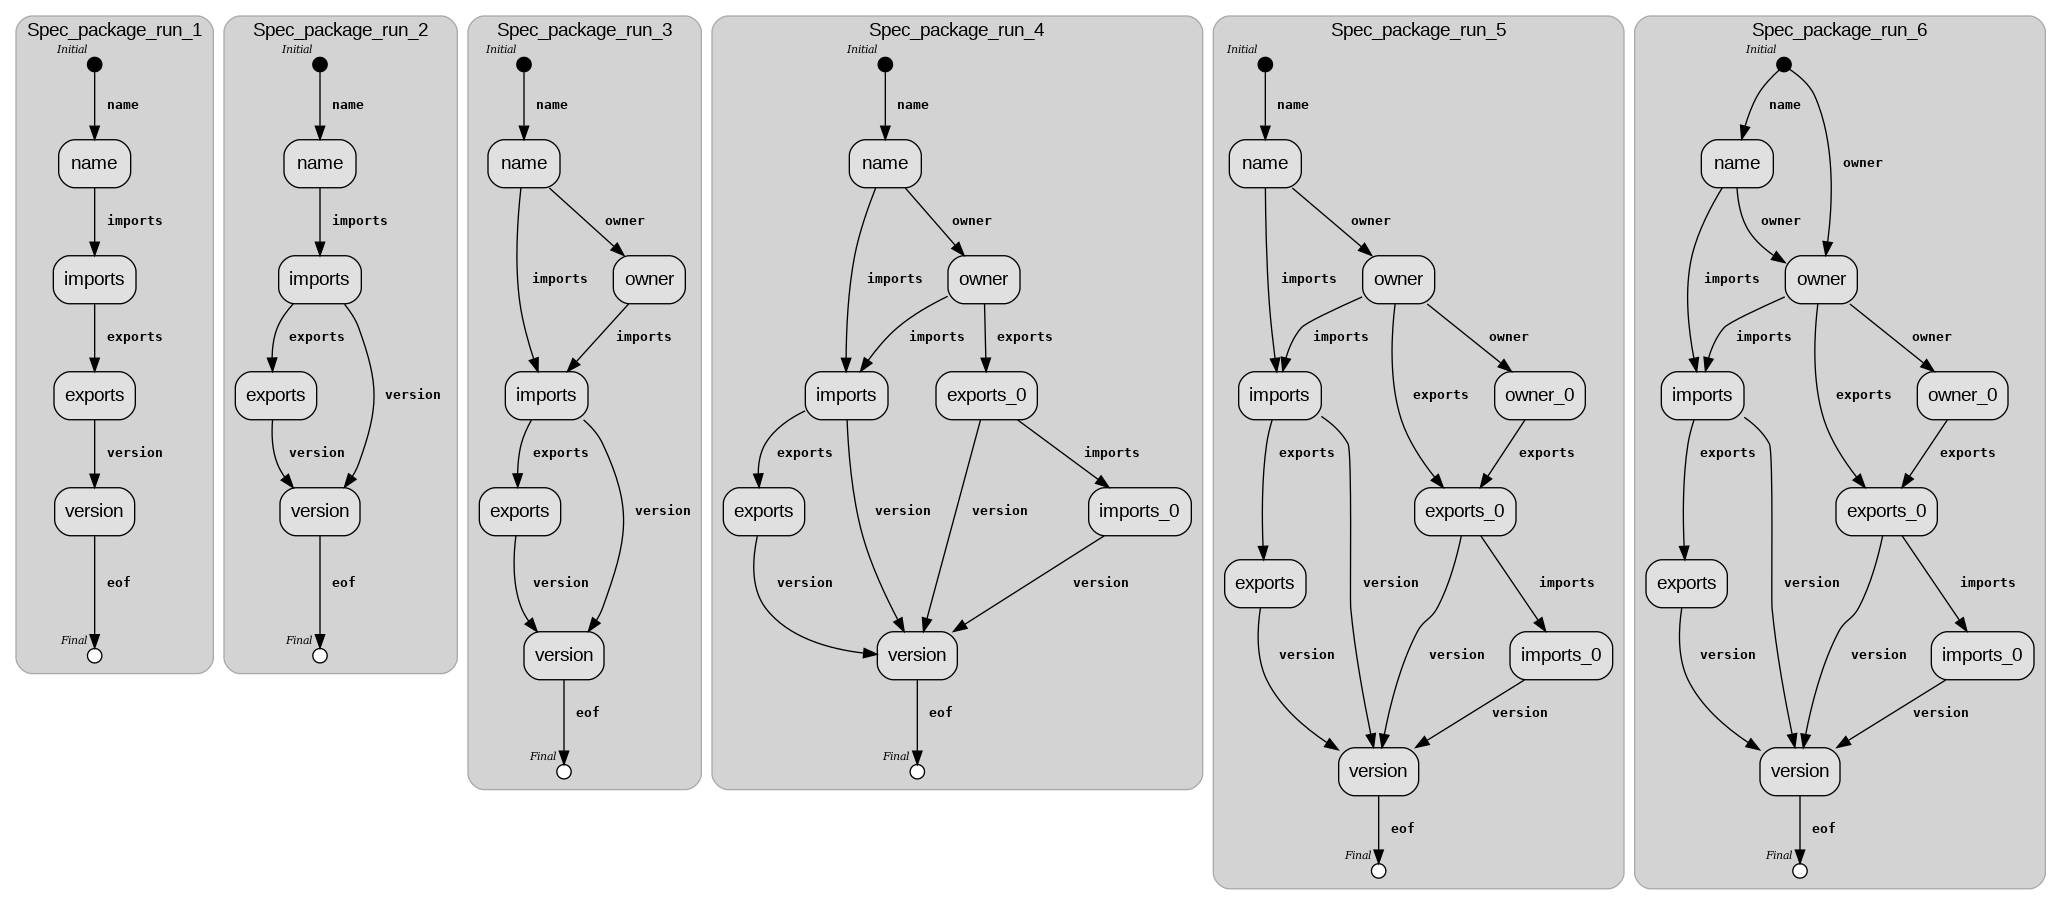 Spec_package_run_1
Initial
name
name
imports
imports
exports
exports
version
version
eof
Final
Spec_package_run_2
Initial
name
name
imports
imports
exports
exports
version
version
version
eof
Final
Spec_package_run_3
Initial
name
name
owner
imports
owner
imports
imports
exports
exports
version
version
version
eof
Final
Spec_package_run_4
Initial
name
name
owner
imports
owner
imports
exports
imports
exports_0
exports
imports
exports
version
version
imports_0
version
version
version
eof
Final
Spec_package_run_5
Initial
name
name
owner
imports
owner
imports
owner
imports
exports
owner_0
exports
exports
exports_0
exports
version
imports
version
version
imports_0
version
version
eof
Final
Spec_package_run_6
Initial
name
name
owner
owner
imports
owner
imports
owner
imports
exports
owner_0
exports
exports
exports_0
exports
version
imports
version
version
imports_0
version
version
eof
Final